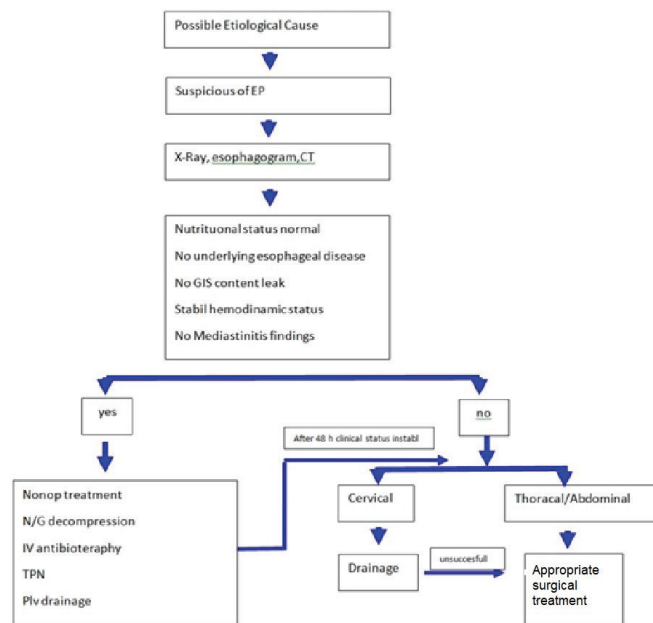 Possible Etiological Cause
Suspicious of EP
X-Ray, esophagogram,CT
Nutrituonal status normal
No underlying esophageal disease
No GIS content leak
Stabil hemodinamic status
No Mediastinitis findings
yes
no
After 48 h clinical status instabl
Nonop treatment
N/G decompression
IV antibioteraphy
TPN
Plv drainage
Cervical
Thoracal/Abdominal
Drainage
unsuccesfull
Appropriate
surgical
treatment